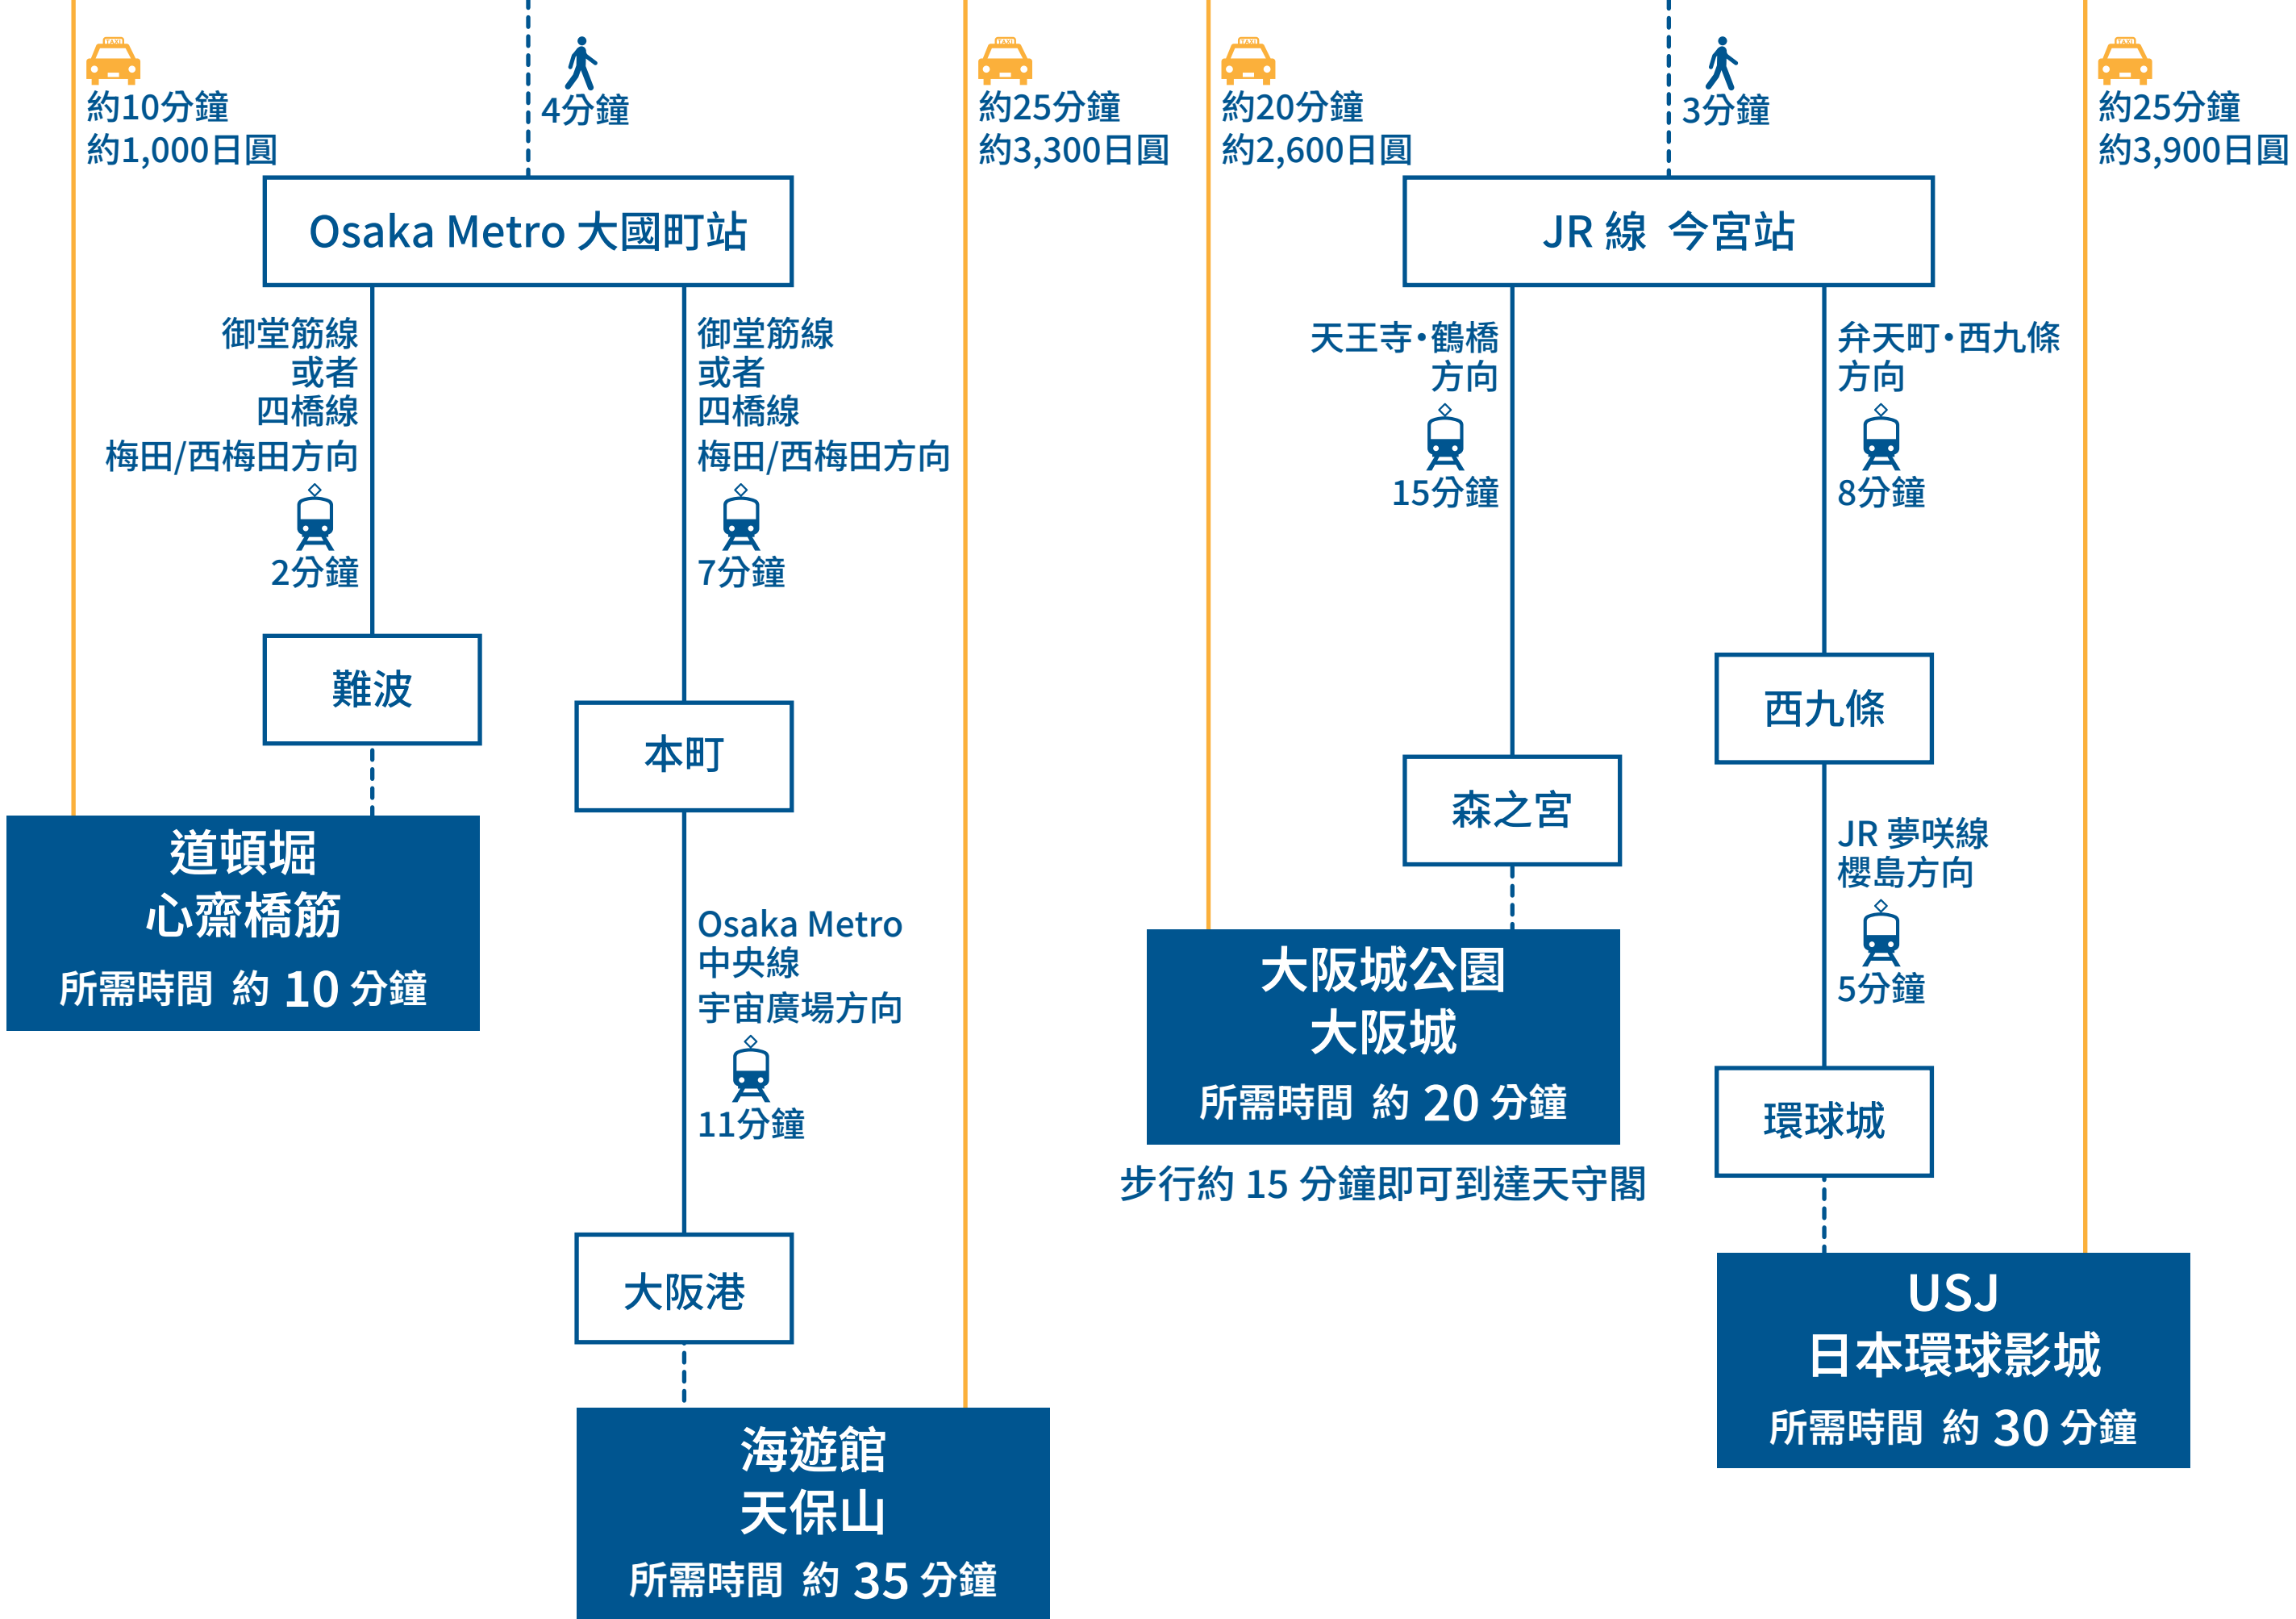 約10分鐘
約1,000日圓
4分鐘
約25分鐘
約3,300日圓
Osaka Metro 大國町站
御堂筋線
或者
四橋線
梅田/西梅田方向
2分鐘
御堂筋線
或者
四橋線
梅田/西梅田方向
7分鐘
難波
本町
道頓堀
心齋橋筋
所需時間 約 10 分鐘
Osaka Metro
中央線
宇宙廣場方向
11分鐘
大阪港
海遊館
天保山
所需時間 約 35 分鐘
約20分鐘
約2,600日圓
3分鐘
約25分鐘
約3,900日圓
JR 線 今宮站
天王寺・鶴橋
方向
15分鐘
弁天町・西九條
方向
8分鐘
西九條
森之宮
JR 夢咲線
櫻島方向
5分鐘
大阪城公園
大阪城
所需時間 約 20 分鐘
步行約 15 分鐘即可到達天守閣
環球城
USJ
日本環球影城
所需時間 約 30 分鐘